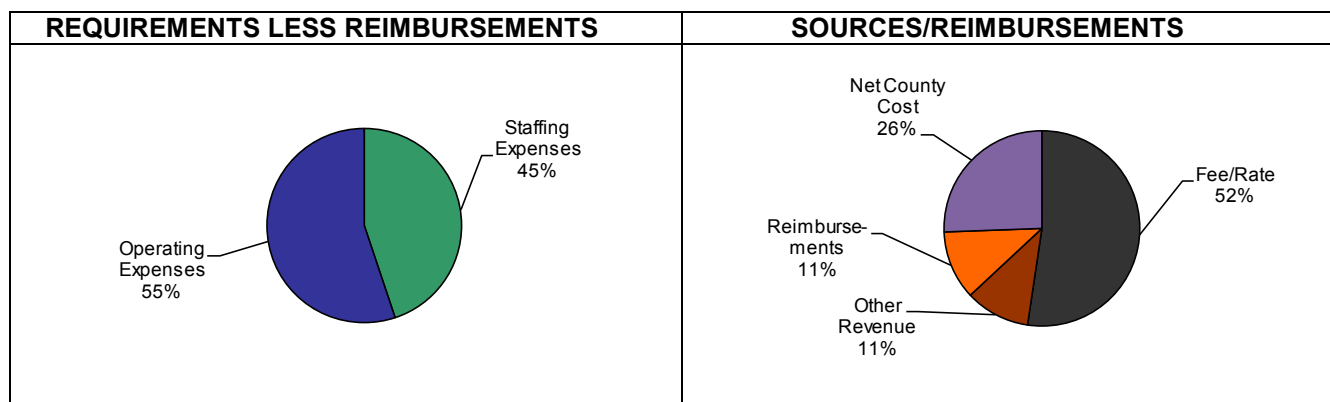 REQUIREMENTS LESS REIMBURSEMENTS
Staffing
Expenses
45%
Operating
Expenses
55%
SOURCES/REIMBURSEMENTS
Net County
Cost
26%
Fee/Rate
52%
Reimburse-
ments
11%
Other
Revenue
11%